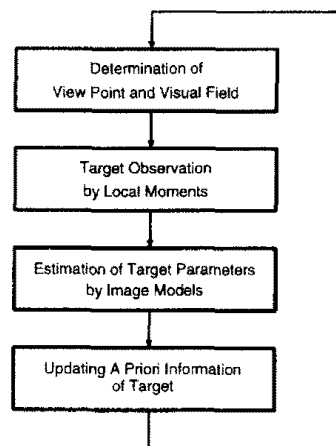 Determination of
View Point and Visual Field
Target Observation
by Local Moments
Estimation of Target Parameters
by Image Models
Updating A Priori Information
of Target